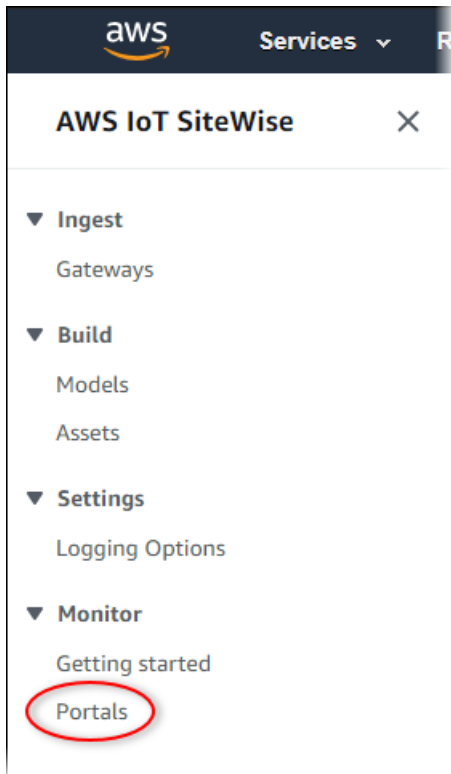 aws Services
AWS IoT SiteWise
Ingest
Gateways
Build
Models
Assets
Settings
Logging Options
Monitor
Getting started
Portals